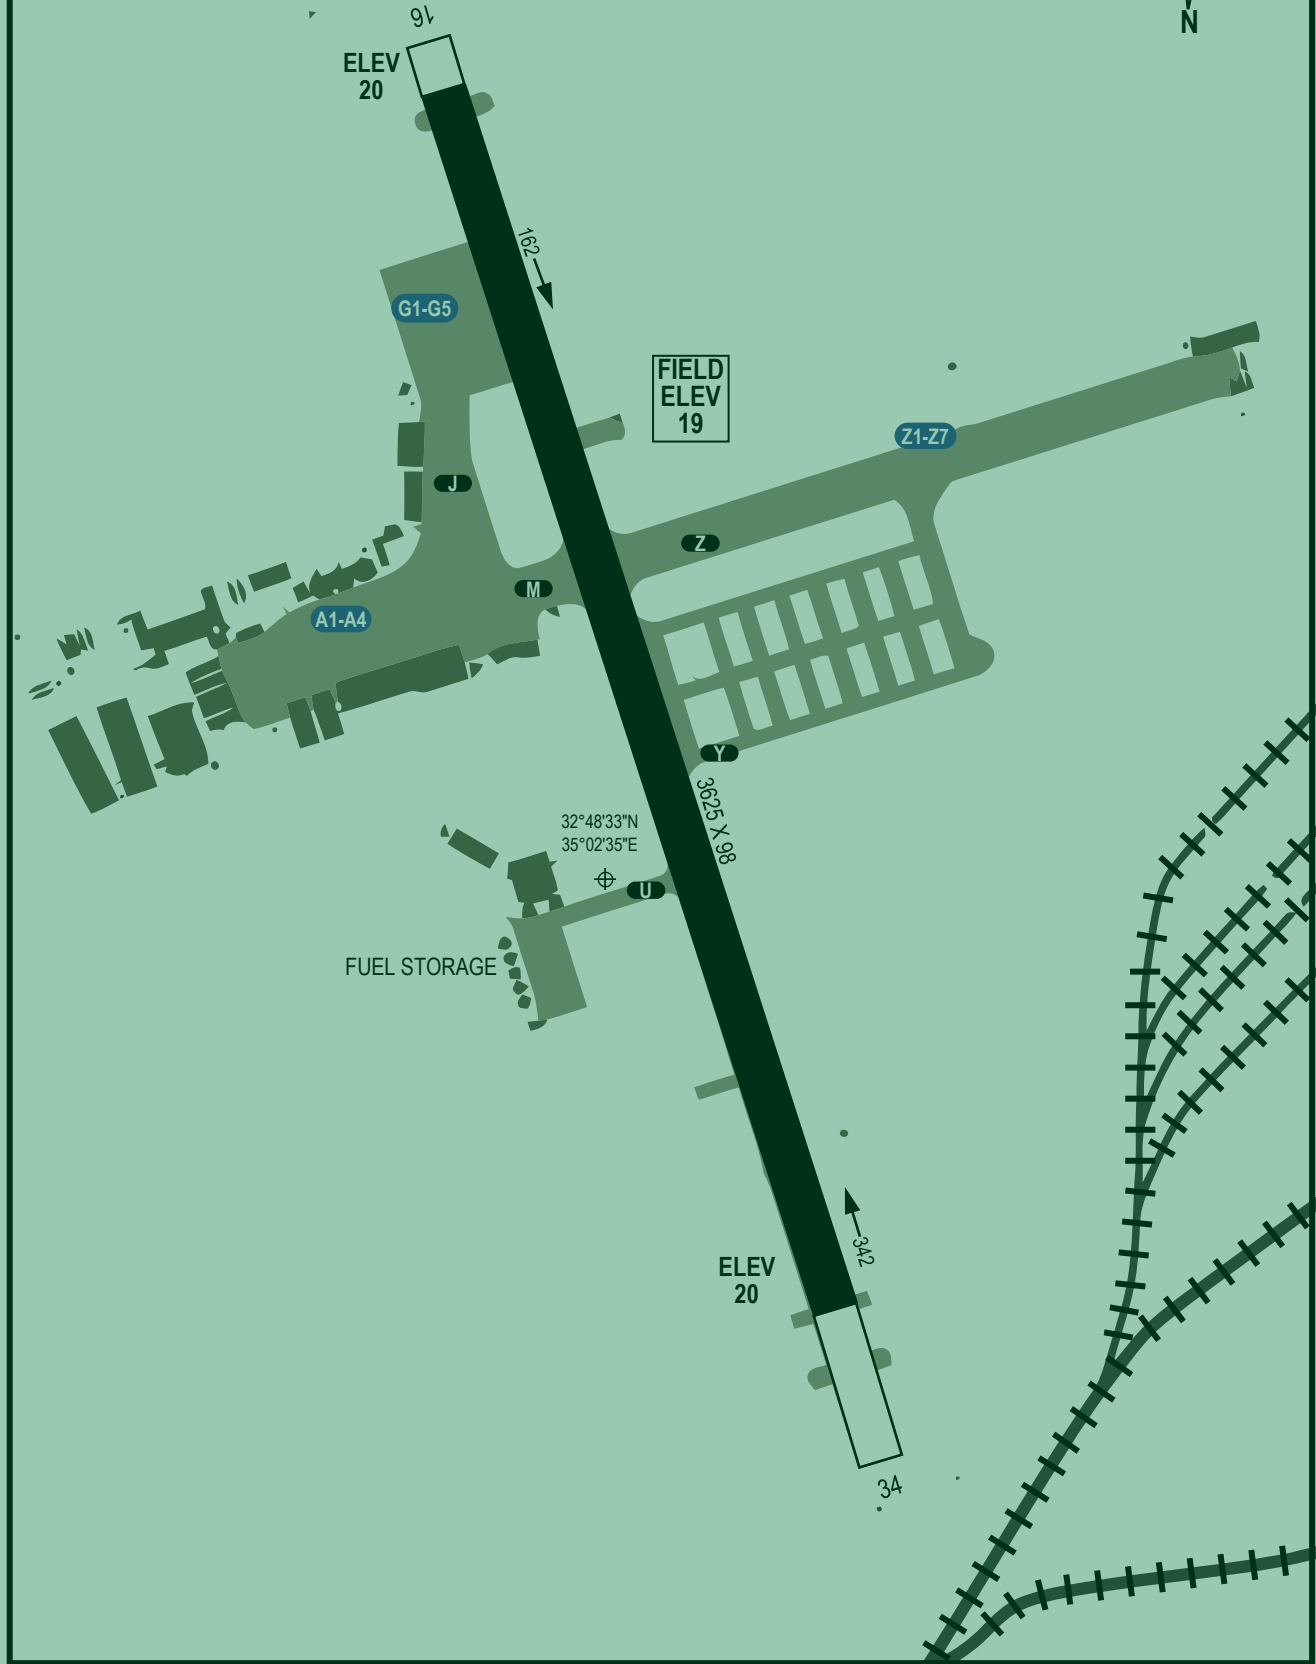 16
N
ELEV
20
162
G1-G5
FIELD
ELEV
19
Z1-Z7
J
Z
M
A1-A4
Y
3625 X 98
32°48'33"N
35°02'35"E
U
FUEL STORAGE
342
ELEV
20
34